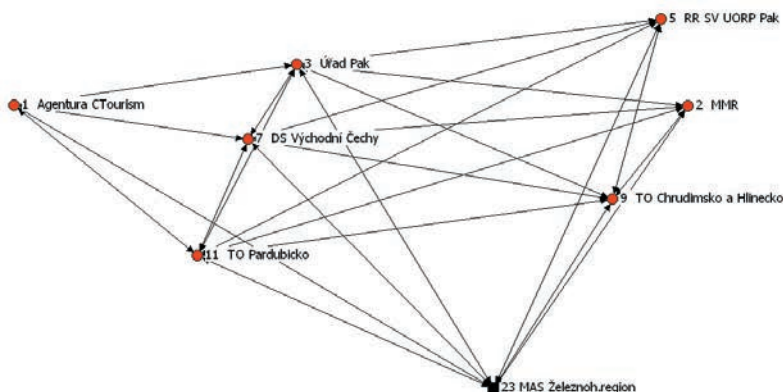 5 RR SV UORP Pak
3 Úřad Pak
1 Agentura CTourism
2 MMR
7 DS Východní Čechy
9 TO Chrudimsko a Hlinecko
11 TO Pardubicko
23 MAS Železnoh.region